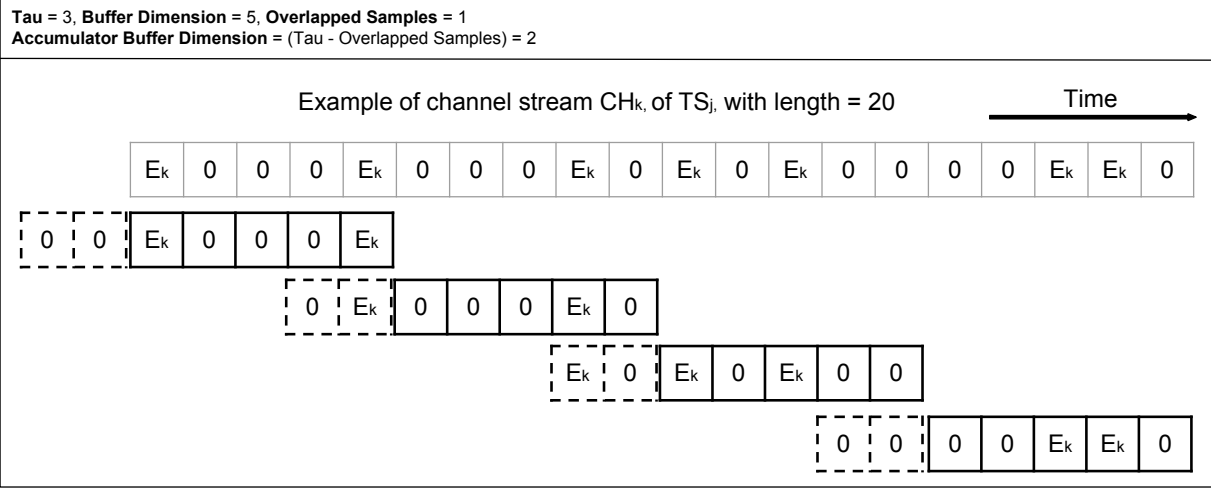 Tau = 3, Buffer Dimension = 5, Overlapped Samples = 1
Accumulator Buffer Dimension = (Tau - Overlapped Samples) = 2
Example of channel stream CHk, of TSj, with length = 20
Time
Ek 0 0 0 Ek 0 0 0 Ek 0 Ek 0 Ek 0 0 0 0 Ek Ek 0
0 0 Ek 0 0 0 Ek
0 Ek 0 0 0 Ek 0
Ek 0 Ek 0 Ek 0 0
0 0 0 0 Ek Ek 0